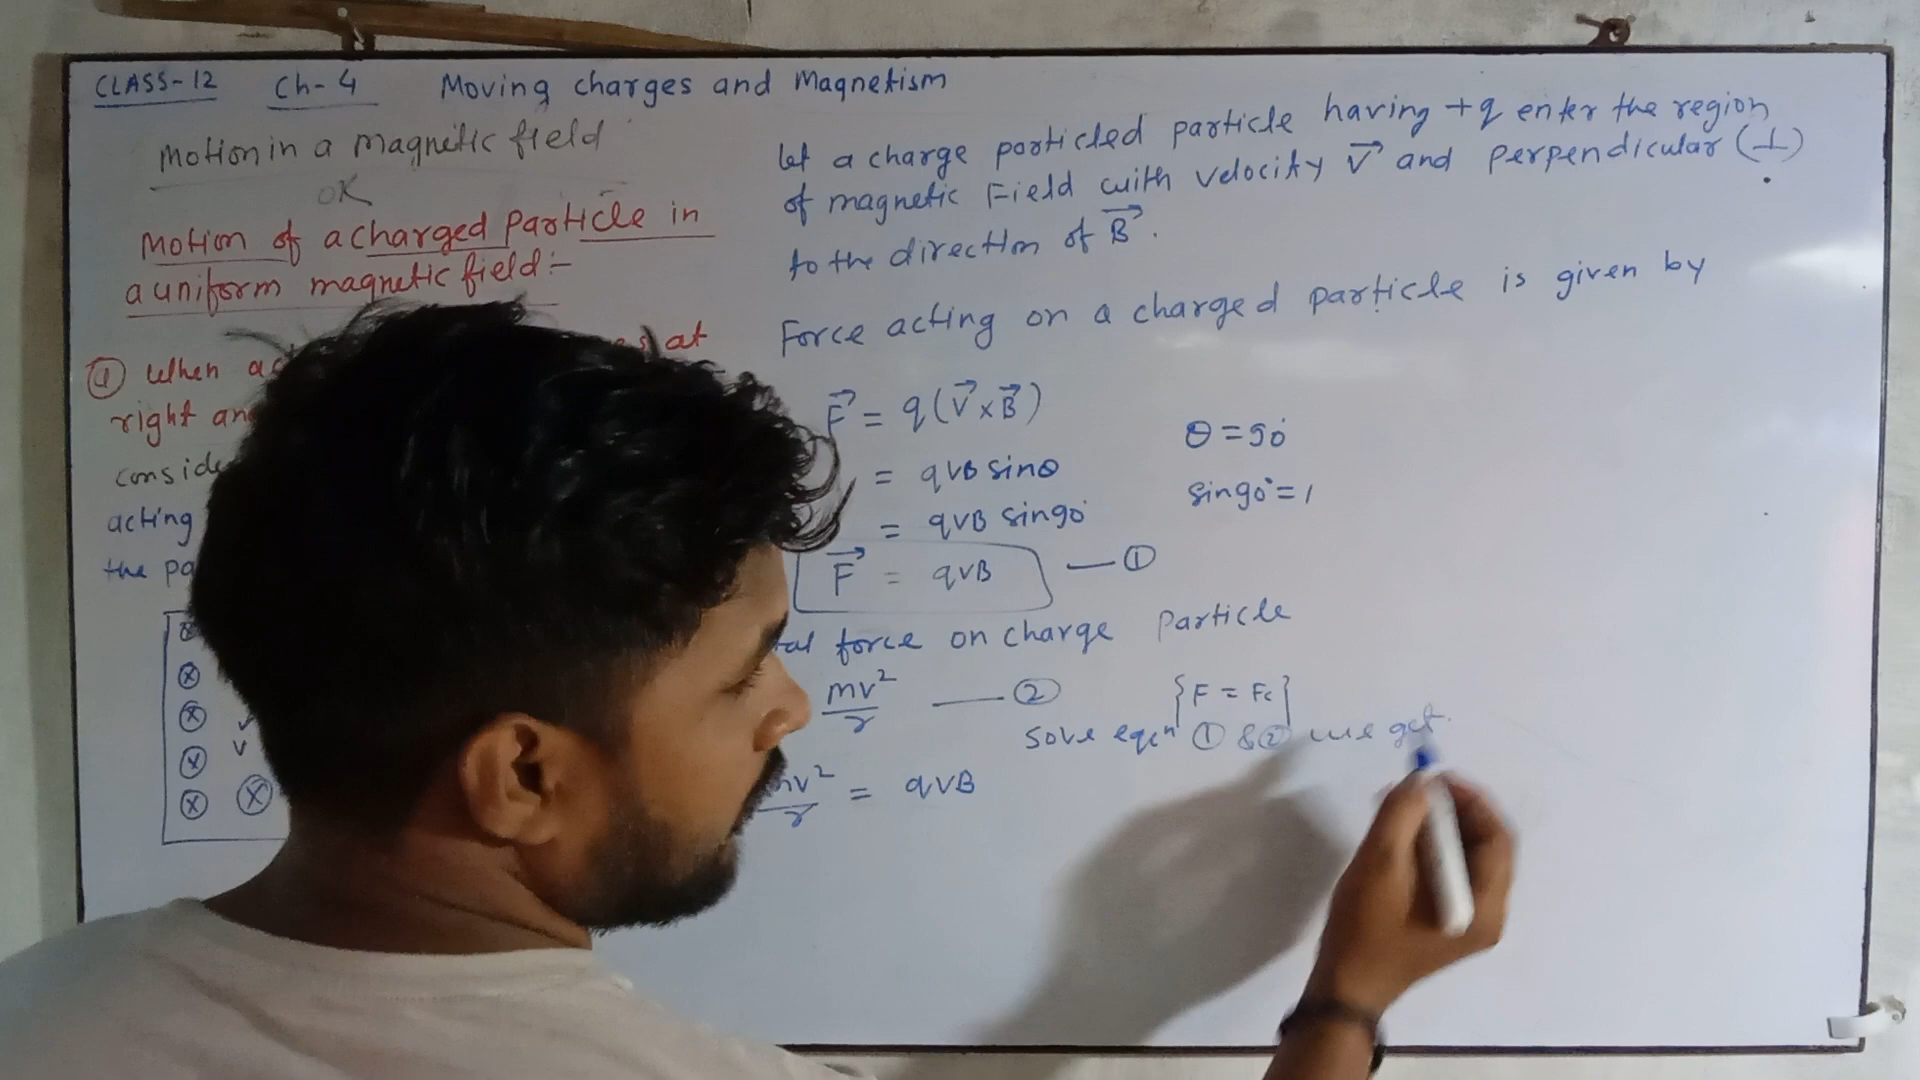 CLASS-12 Ch-4 Moving charges and Magnetism
Motion in a magnetic field
OR
Motion of a charged particle in
a uniform magnetic field :-
① When a at
right
acting
the
let a charge particled particle having +q enter the region
of magnetic Field with velocity V⃗ and perpendicular (⊥)
to the direction of B⃗.
Force acting on a charged particle is given by
F⃗ = q(V⃗×B⃗)
= qVB sinθ
= qVB sin90°
F⃗ = qVB — ①
θ = 90°
sin90° = 1
force on charge Particle
mv²/r — ②
{F = Fc}
Solve eqⁿ ① & ② we get
mv²/r = qVB